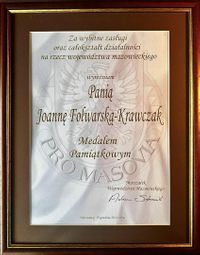 Za wybitne zasługi
oraz całokształt działalności
na rzecz województwa mazowieckiego
wyróżniam
Panią
Joannę Folwarską-Krawczak
Medalem
Pamiątkowym
PRO MASOVIA
Marszałek
Województwa Mazowieckiego